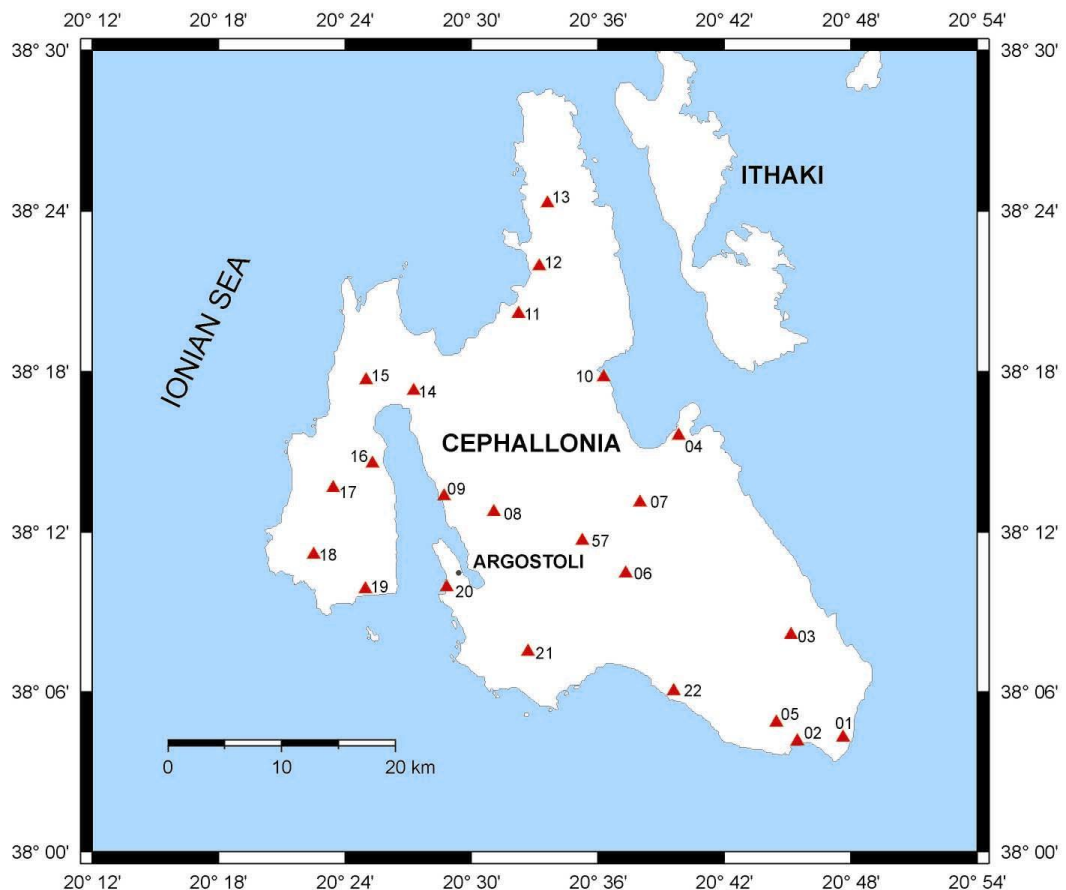 20° 12' 20° 18' 20° 24' 20° 30' 20° 36' 20° 42' 20° 48' 20° 54'
38° 30' 38° 30'
ITHAKI
13
38° 24' 38° 24'
12
IONIAN SEA
11
38° 18' 38° 18'
15
10
14
CEPHALLONIA
04
16
17
09
07
08
38° 12' 38° 12'
57
18
ARGOSTOLI
06
19
20
03
21
38° 06' 38° 06'
22
05
01
02
0 10 20 km
38° 00' 38° 00'
20° 12' 20° 18' 20° 24' 20° 30' 20° 36' 20° 42' 20° 48' 20° 54'